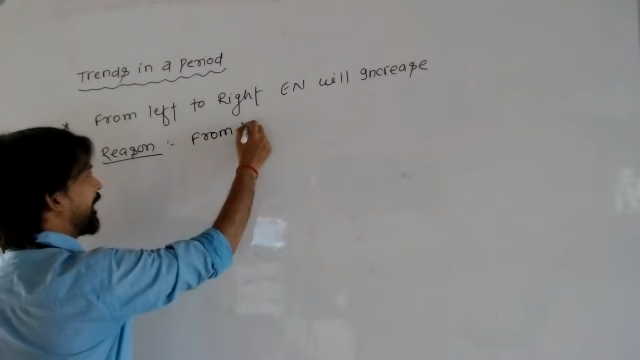 Trends in a period
* From left to Right EN will increase
Reason :- From